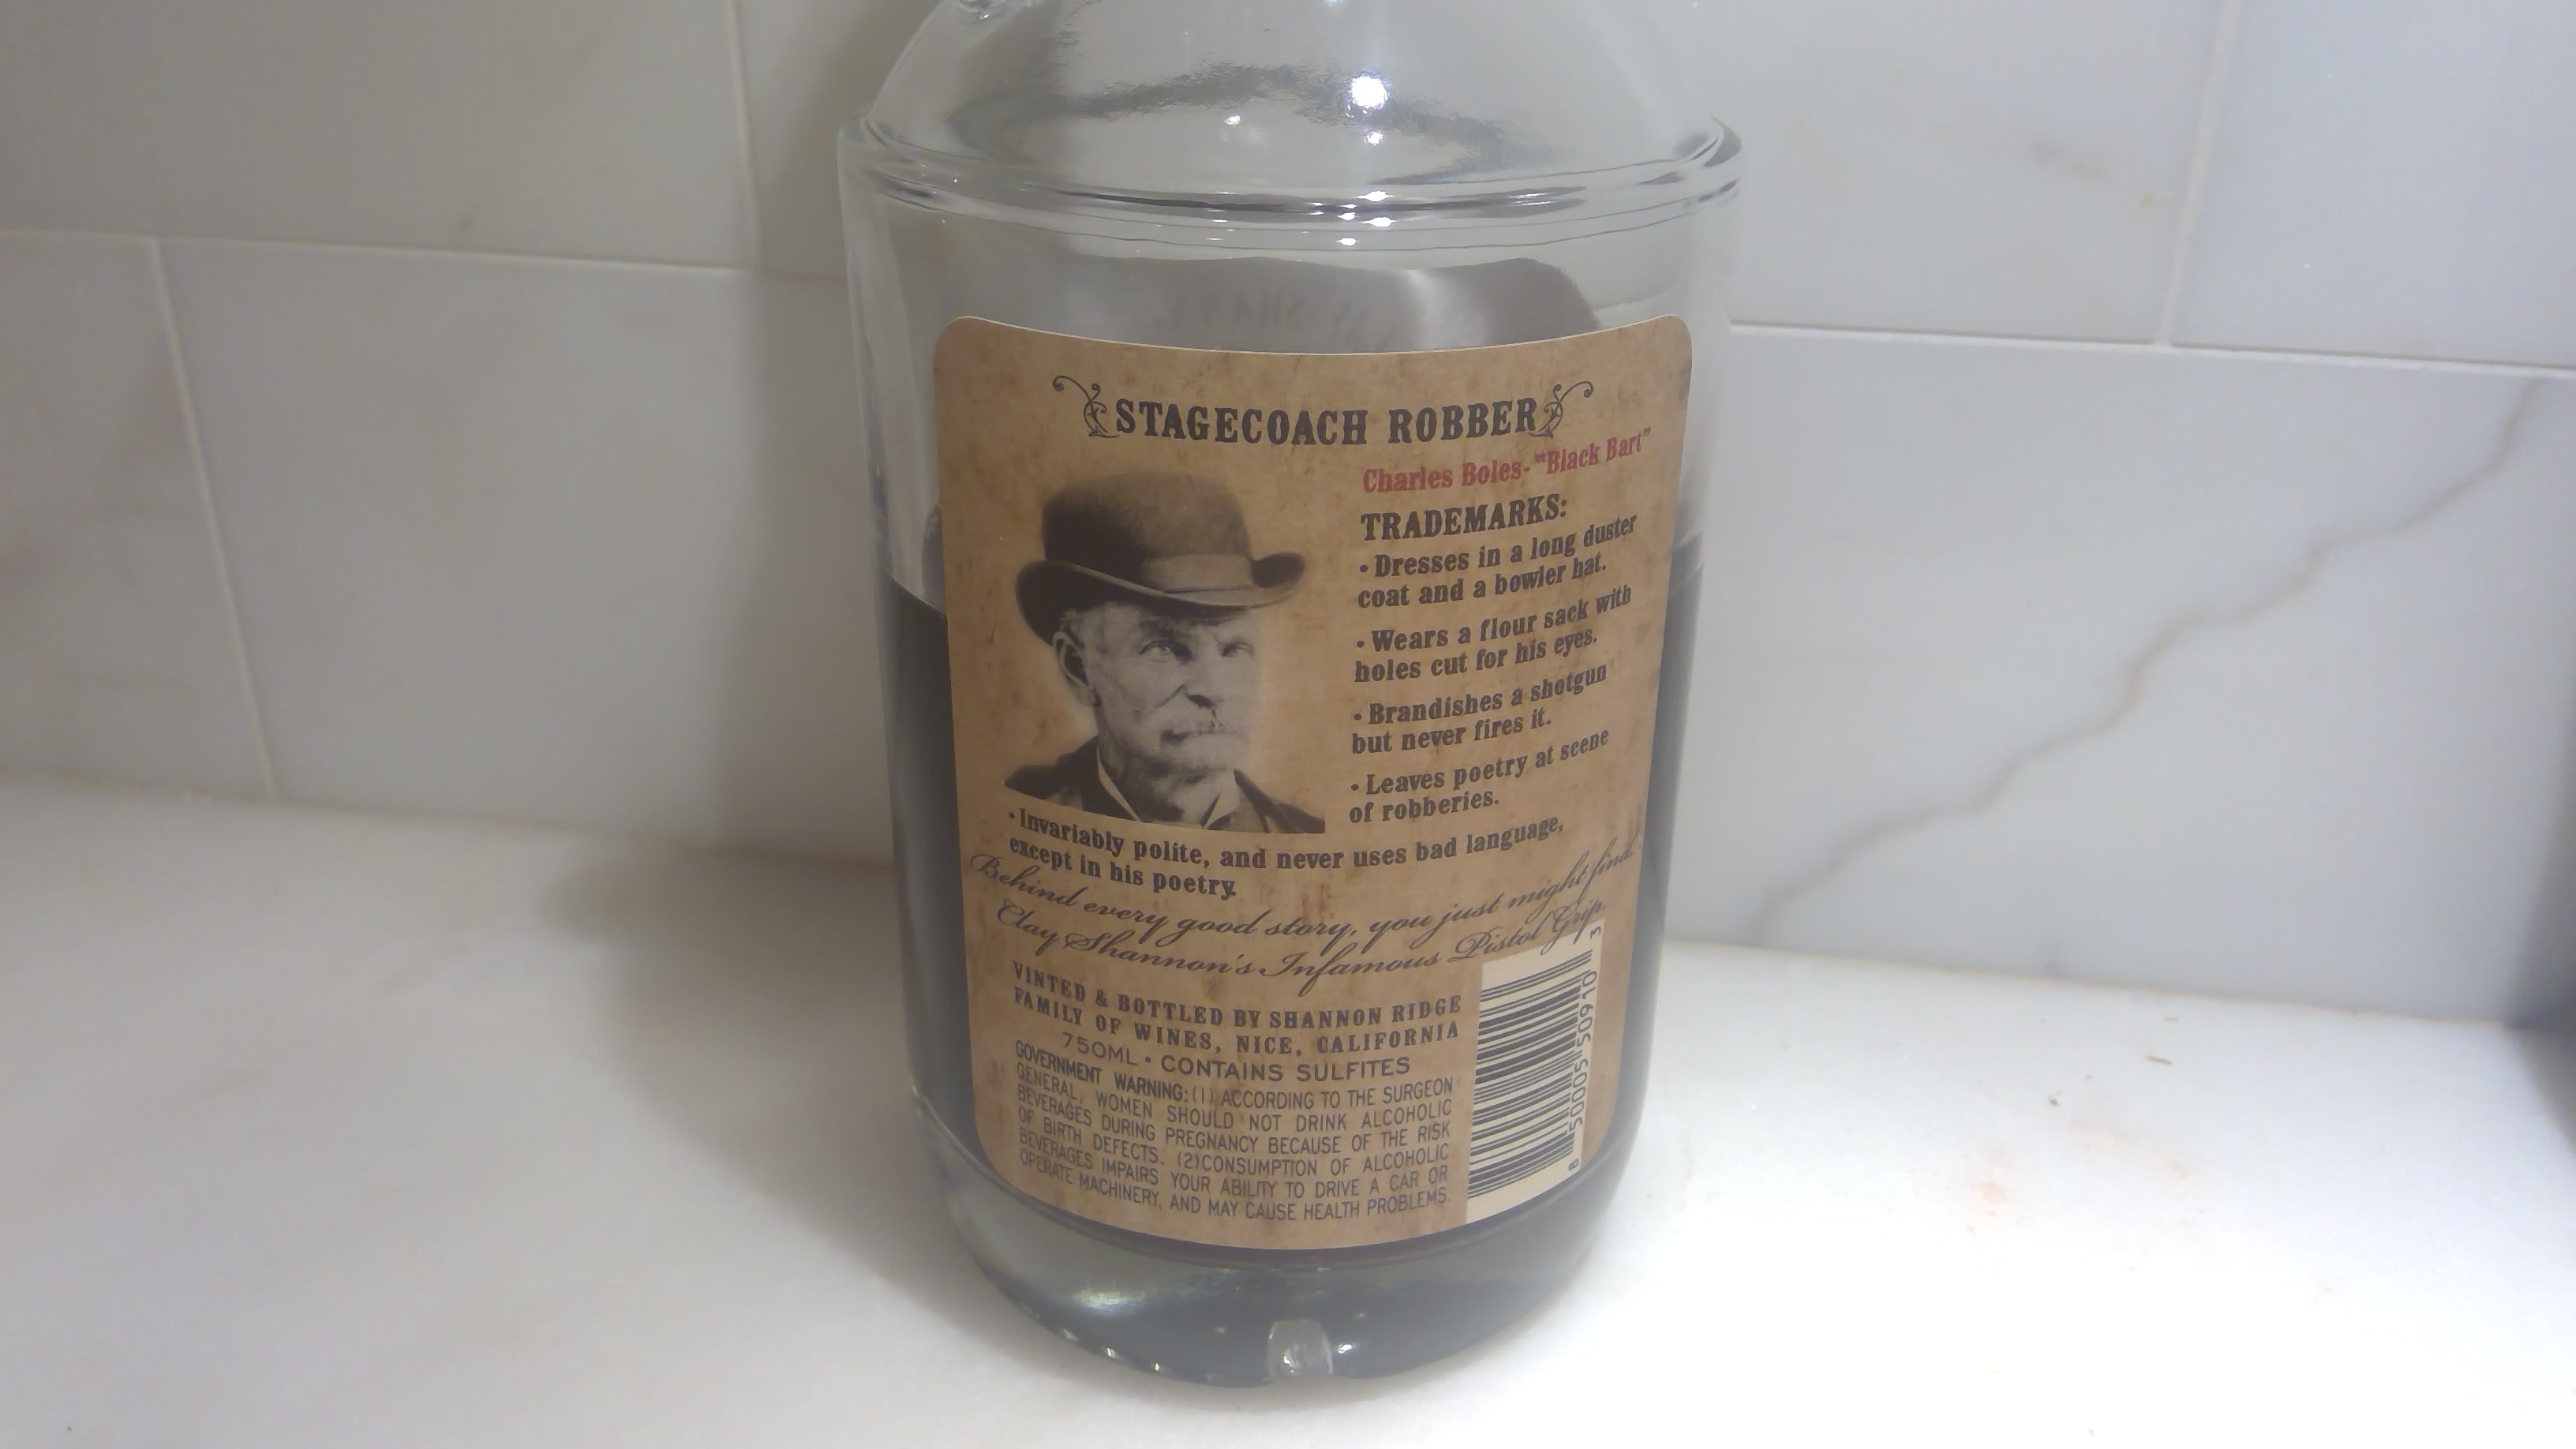 STAGECOACH ROBBER
Charles Boles-"Black Bart"
TRADEMARKS:
• Dresses in a long duster
coat and a bowler hat.
• Wears a flour sack with
holes cut for his eyes.
• Brandishes a shotgun
but never fires it.
• Leaves poetry at scene
of robberies.
• Invariably polite, and never uses bad language,
except in his poetry.
Behind every good story, you just might find
Clay Shannon's Infamous Pistol Grip.
VINTED & BOTTLED BY SHANNON RIDGE
FAMILY OF WINES, NICE, CALIFORNIA
750ML • CONTAINS SULFITES
GOVERNMENT WARNING:(1) ACCORDING TO THE SURGEON
GENERAL, WOMEN SHOULD NOT DRINK ALCOHOLIC
BEVERAGES DURING PREGNANCY BECAUSE OF THE RISK
OF BIRTH DEFECTS. (2)CONSUMPTION OF ALCOHOLIC
BEVERAGES IMPAIRS YOUR ABILITY TO DRIVE A CAR OR
OPERATE MACHINERY, AND MAY CAUSE HEALTH PROBLEMS.
8 50005 50910 3